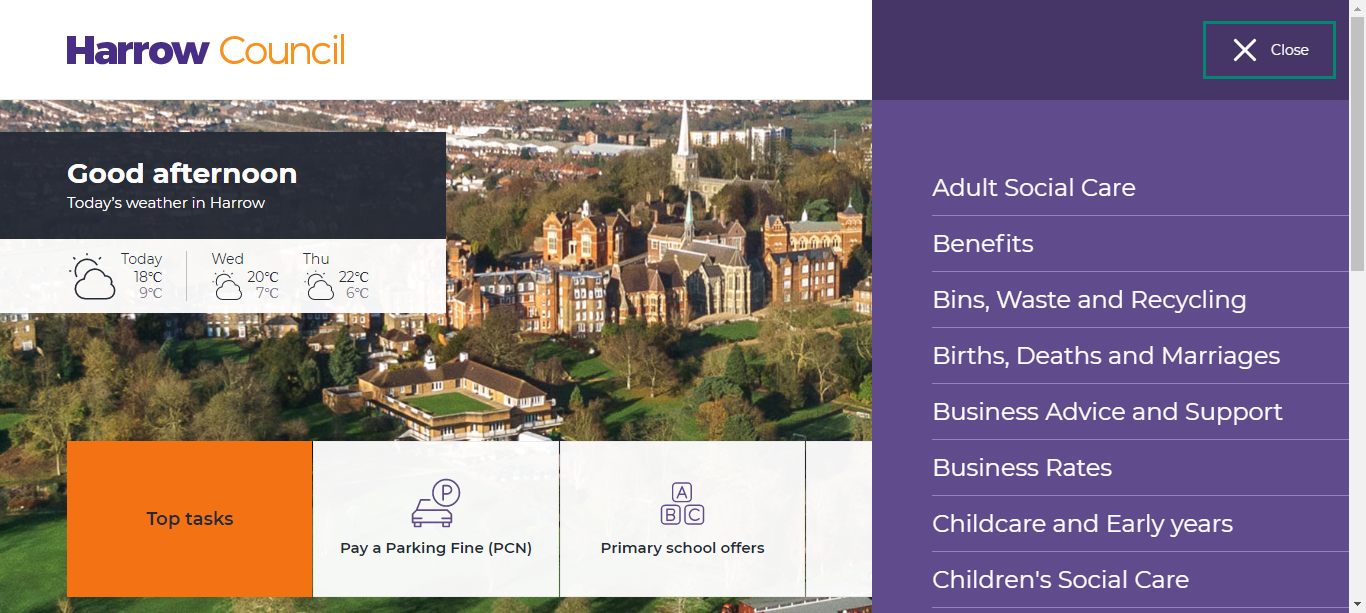 Harrow Council
Close
Good afternoon
Today's weather in Harrow
Today
18°C
9°C
Wed
20°C
7°C
Thu
22°C
6°C
Top tasks
P
Pay a Parking Fine (PCN)
A
B C
Primary school offers
Adult Social Care
Benefits
Bins, Waste and Recycling
Births, Deaths and Marriages
Business Advice and Support
Business Rates
Childcare and Early years
Children's Social Care